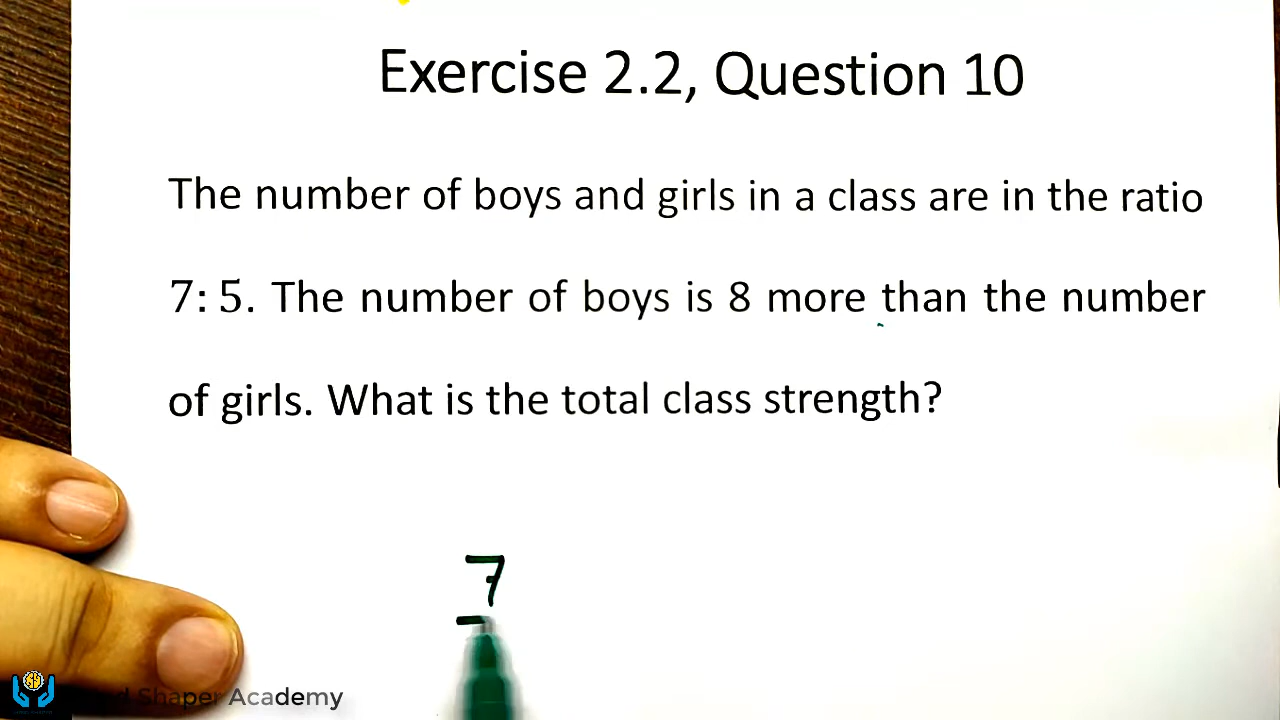 Exercise 2.2, Question 10
The number of boys and girls in a class are in the ratio
7: 5. The number of boys is 8 more than the number
of girls. What is the total class strength?
7
Shaper Academy